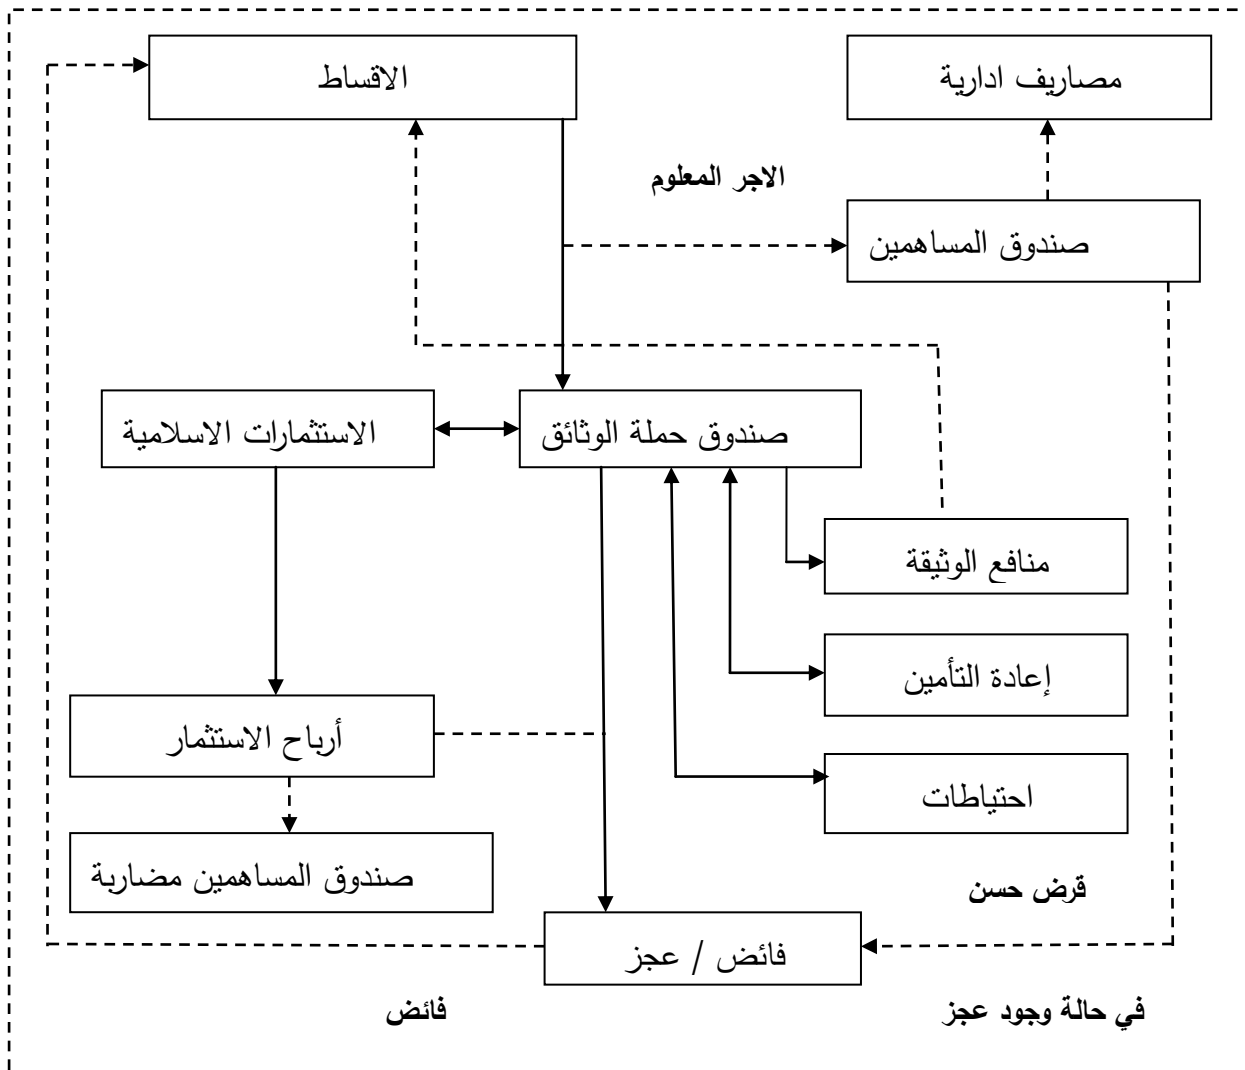 الاقساط
مصاريف ادارية
الاجر المعلوم
صندوق المساهمين
صندوق حملة الوثائق
الاستثمارات الاسلامية
منافع الوثيقة
إعادة التأمين
أرباح الاستثمار
احتياطات
صندوق المساهمين مضاربة
قرض حسن
فائض / عجز
في حالة وجود عجز
فائض